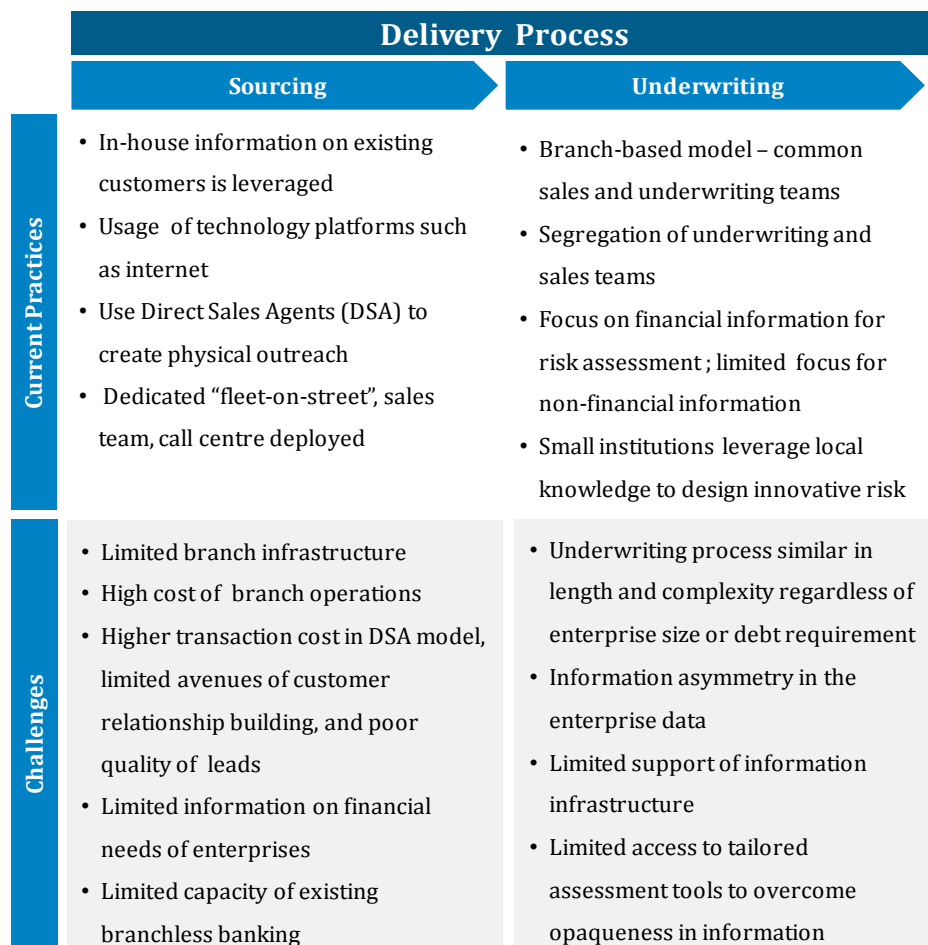 Delivery Process
Sourcing
Underwriting
Current Practices
• In-house information on existing
customers is leveraged
• Usage of technology platforms such
as internet
• Use Direct Sales Agents (DSA) to
create physical outreach
• Dedicated “fleet-on-street”, sales
team, call centre deployed
• Branch-based model – common
sales and underwriting teams
• Segregation of underwriting and
sales teams
• Focus on financial information for
risk assessment ; limited focus for
non-financial information
• Small institutions leverage local
knowledge to design innovative risk
Challenges
• Limited branch infrastructure
• High cost of branch operations
• Higher transaction cost in DSA model,
limited avenues of customer
relationship building, and poor
quality of leads
• Limited information on financial
needs of enterprises
• Limited capacity of existing
branchless banking
• Underwriting process similar in
length and complexity regardless of
enterprise size or debt requirement
• Information asymmetry in the
enterprise data
• Limited support of information
infrastructure
• Limited access to tailored
assessment tools to overcome
opaqueness in information